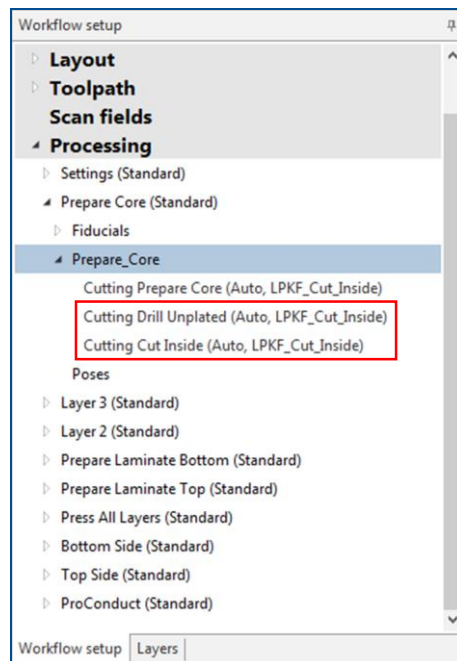 Workflow setup
Layout
Toolpath
Scan fields
Processing
Settings (Standard)
Prepare Core (Standard)
Fiducials
Prepare_Core
Cutting Prepare Core (Auto, LPKF_Cut_Inside)
Cutting Drill Unplated (Auto, LPKF_Cut_Inside)
Cutting Cut Inside (Auto, LPKF_Cut_Inside)
Poses
Layer 3 (Standard)
Layer 2 (Standard)
Prepare Laminate Bottom (Standard)
Prepare Laminate Top (Standard)
Press All Layers (Standard)
Bottom Side (Standard)
Top Side (Standard)
ProConduct (Standard)
Workflow setup Layers